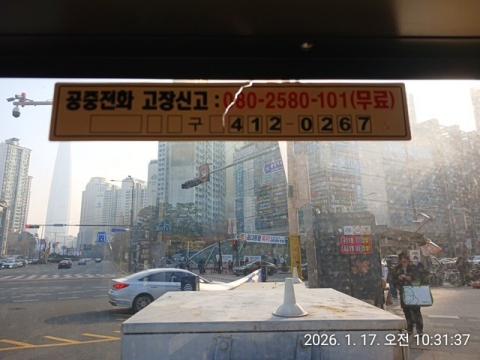 공중전화 고장신고 : 080-2580-101(무료)
구 412-0267
2026. 1. 17. 오전 10:31:37